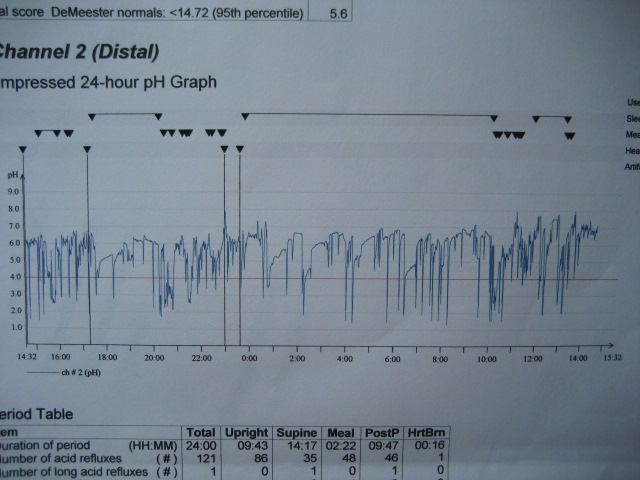 al score DeMeester normals: <14.72 (95th percentile) 5.6
Channel 2 (Distal)
ompressed 24-hour pH Graph
Use
Slee
Mea
Hea
Artif
pH
9.0
8.0
7.0
6.0
5.0
4.0
3.0
2.0
1.0
14:32 16:00 18:00 20:00 22:00 0:00 2:00 4:00 6:00 8:00 10:00 12:00 14:00 15:32
ch # 2 (pH)
eriod Table
em Total Upright Supine Meal PostP HrtBrn
uration of period (HH:MM) 24:00 09:43 14:17 02:22 09:47 00:16
umber of acid refluxes (#) 121 86 35 48 46 1
umber of long acid refluxes (#) 1 0 1 0 1 0